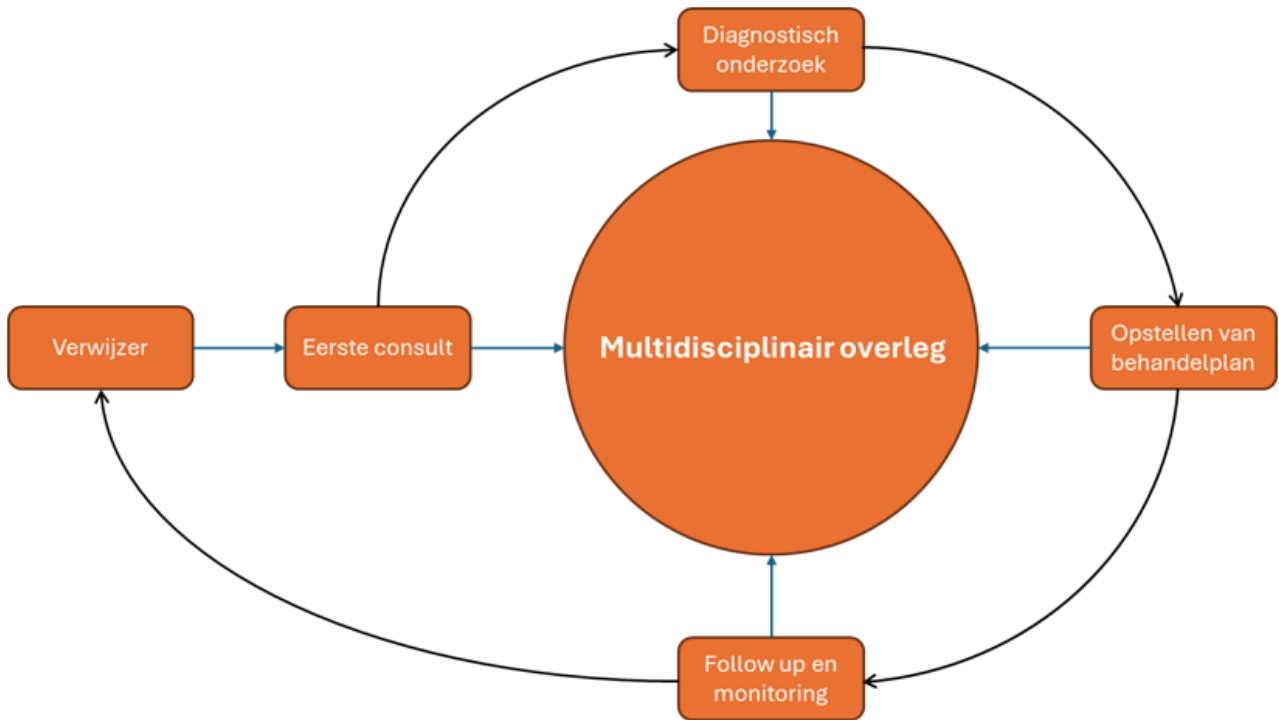 Diagnostisch
onderzoek
Verwijzer
Eerste consult
Multidisciplinair overleg
Opstellen van
behandelplan
Follow up en
monitoring